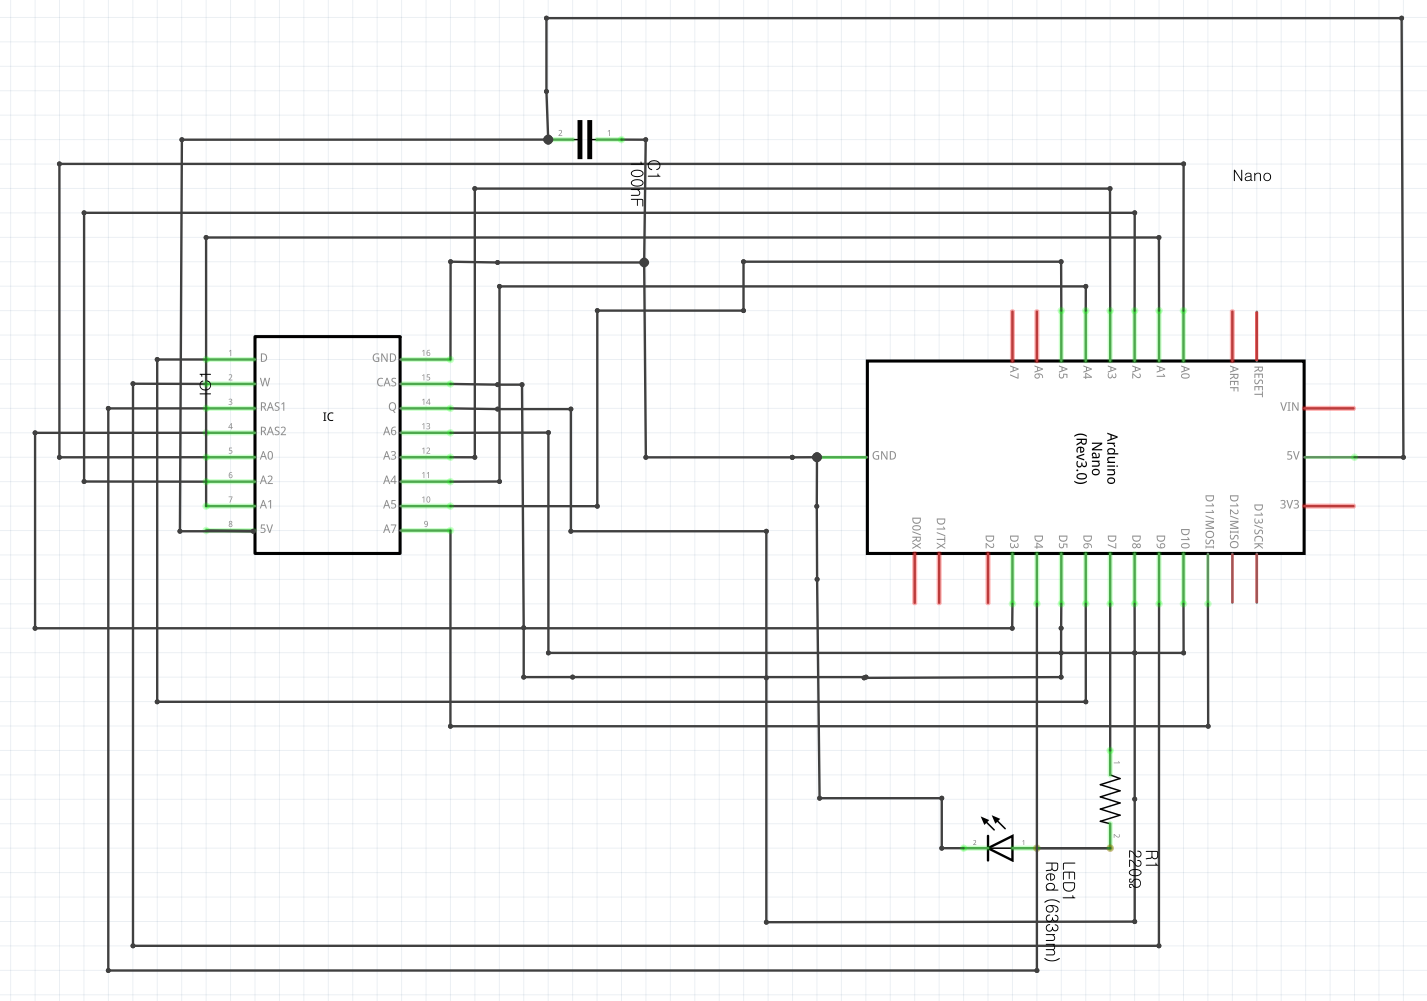 2
1
C1
100nF
Nano
1
D
GND
16
2
W
CAS
15
IC1
3
RAS1
IC
Q
14
4
RAS2
A6
13
5
A0
A3
12
6
A2
A4
11
7
A1
A5
10
8
5V
A7
9
A7
A6
A5
A4
A3
A2
A1
A0
AREF
RESET
VIN
Arduino
Nano
(Rev3.0)
GND
5V
3V3
D0/RX
D1/TX
D2
D3
D4
D5
D6
D7
D8
D9
D10
D11/MOSI
D12/MISO
D13/SCK
1
2
R1
220Ω
2
1
LED1
Red (633nm)